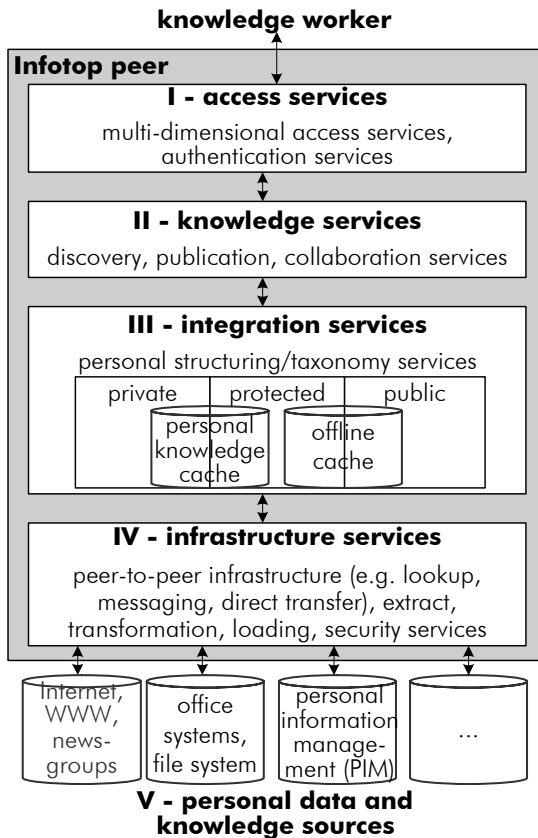 knowledge worker
Infotop peer
I - access services
multi-dimensional access services,
authentication services
II - knowledge services
discovery, publication, collaboration services
III - integration services
personal structuring/taxonomy services
private
protected
public
personal
knowledge
cache
offline
cache
IV - infrastructure services
peer-to-peer infrastructure (e.g. lookup,
messaging, direct transfer), extract,
transformation, loading, security services
Internet,
WWW,
news-
groups
office
systems,
file system
personal
information
manage-
ment (PIM)
...
V - personal data and
knowledge sources